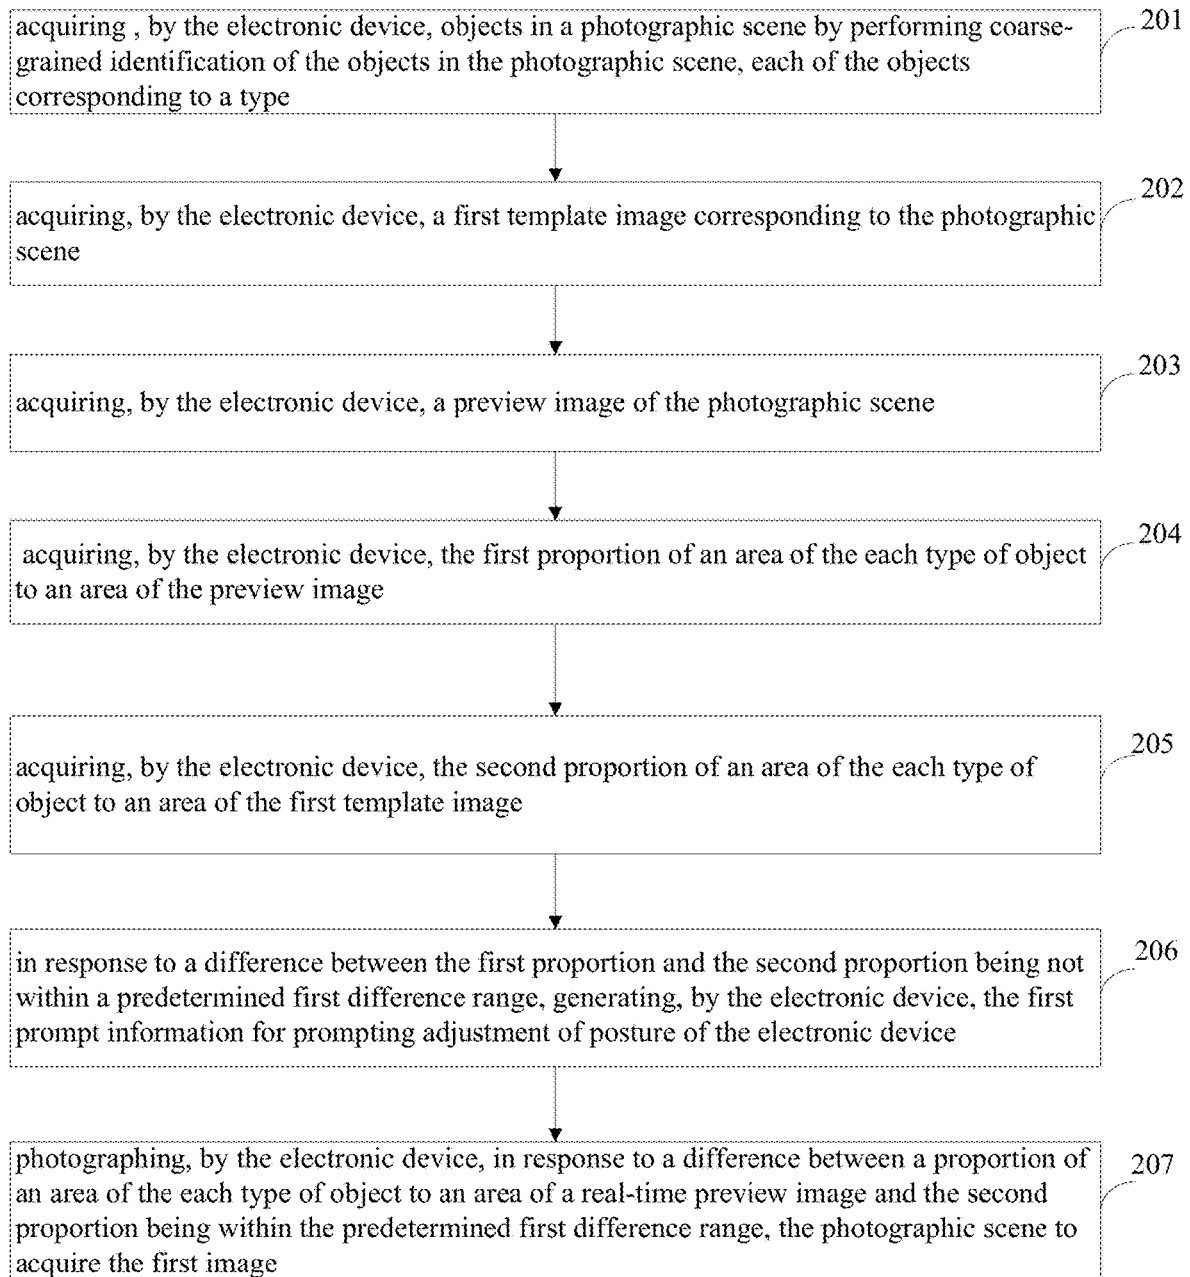 acquiring , by the electronic device, objects in a photographic scene by performing coarse-
grained identification of the objects in the photographic scene, each of the objects
corresponding to a type
201
acquiring, by the electronic device, a first template image corresponding to the photographic
scene
202
acquiring, by the electronic device, a preview image of the photographic scene
203
acquiring, by the electronic device, the first proportion of an area of the each type of object
to an area of the preview image
204
acquiring, by the electronic device, the second proportion of an area of the each type of
object to an area of the first template image
205
in response to a difference between the first proportion and the second proportion being not
within a predetermined first difference range, generating, by the electronic device, the first
prompt information for prompting adjustment of posture of the electronic device
206
photographing, by the electronic device, in response to a difference between a proportion of
an area of the each type of object to an area of a real-time preview image and the second
proportion being within the predetermined first difference range, the photographic scene to
acquire the first image
207